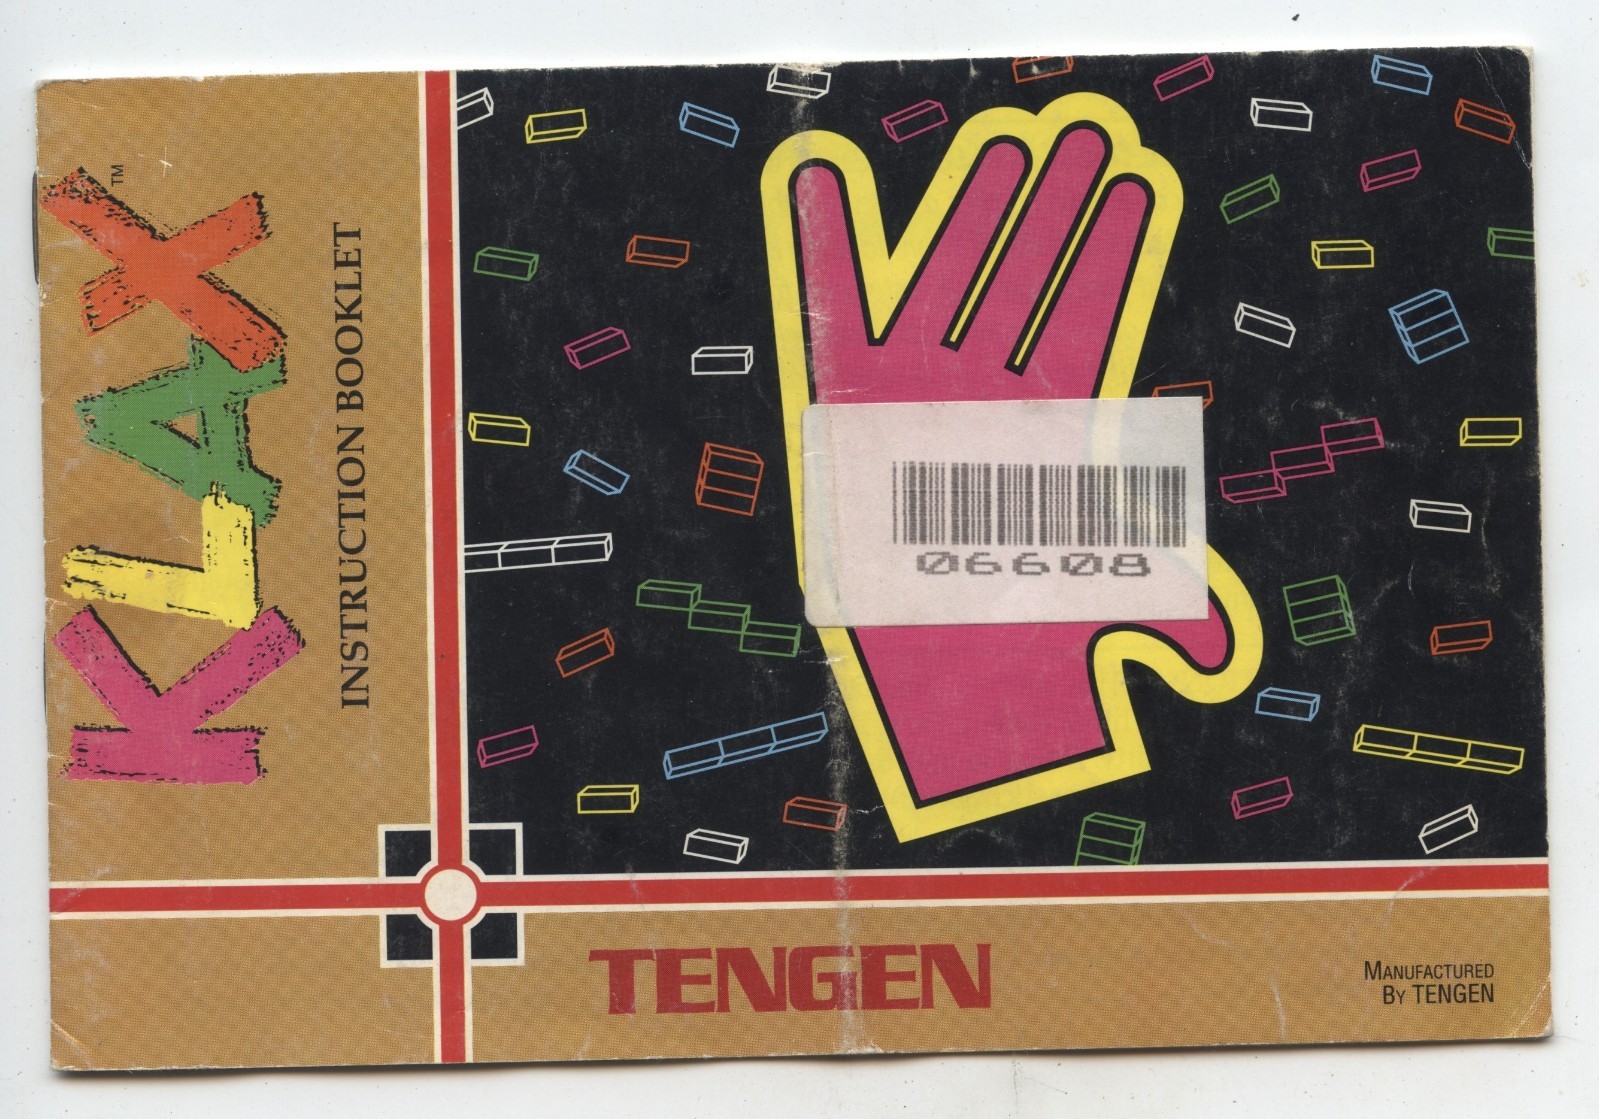 KLAX™
INSTRUCTION BOOKLET
06608
TENGEN
MANUFACTURED
BY TENGEN